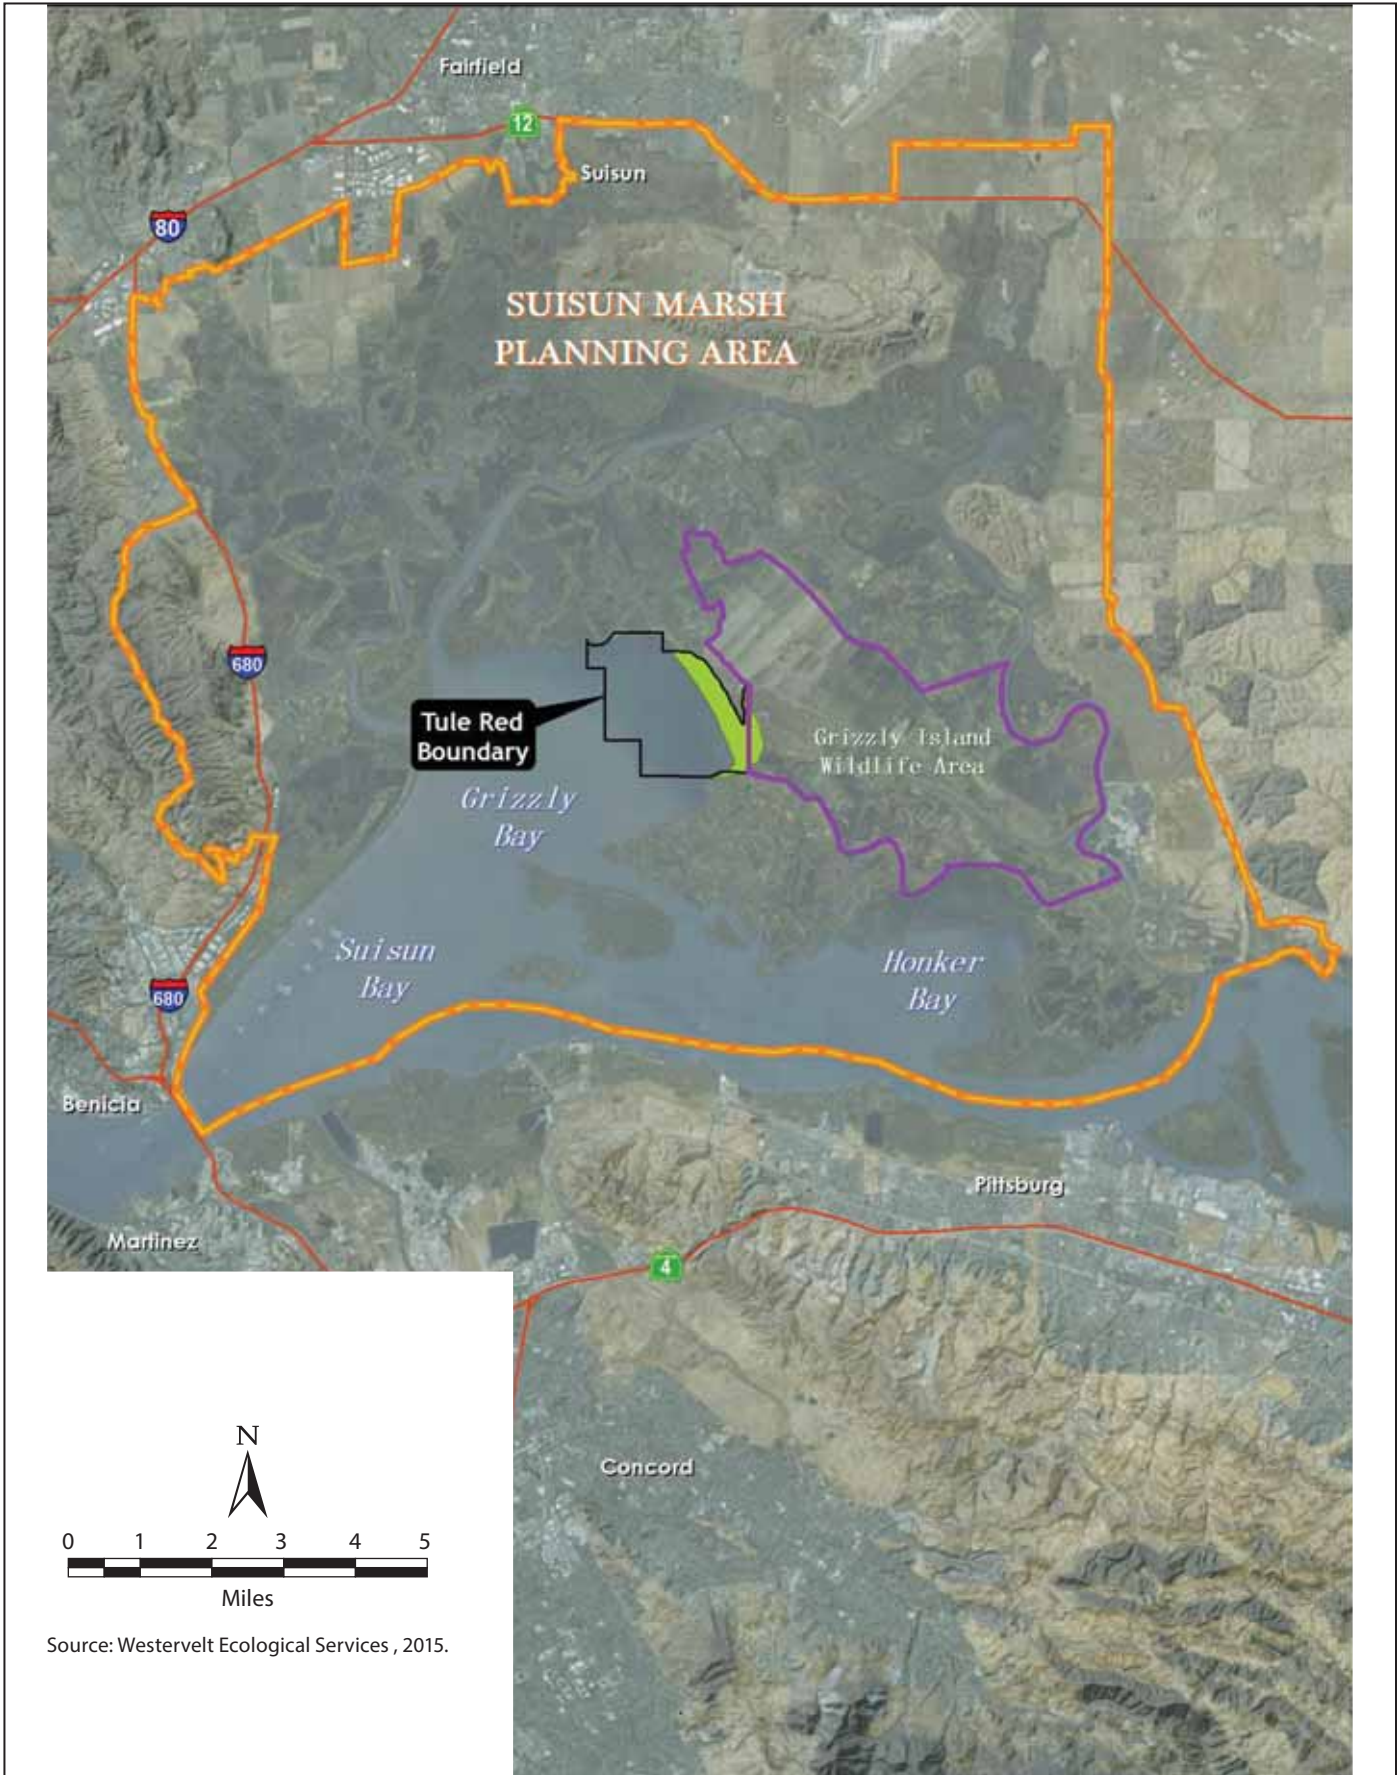 Fairfield
12
Suisun
80
SUISUN MARSH
PLANNING AREA
680
Tule Red
Boundary
Grizzly Island
Wildlife Area
Grizzly
Bay
Suisun
Bay
Honker
Bay
680
Benicia
Pittsburg
Martinez
4
Concord
N
0 1 2 3 4 5
Miles
Source: Westervelt Ecological Services , 2015.